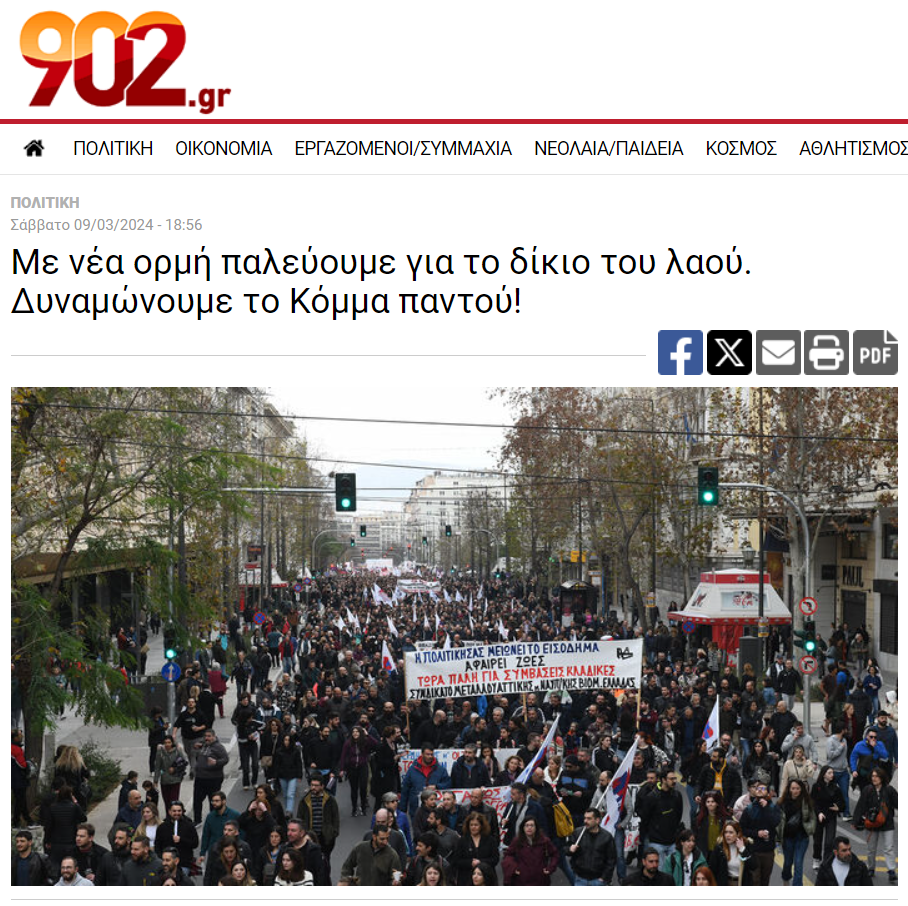 902.gr
ΠΟΛΙΤΙΚΗ ΟΙΚΟΝΟΜΙΑ ΕΡΓΑΖΟΜΕΝΟΙ/ΣΥΜΜΑΧΙΑ ΝΕΟΛΑΙΑ/ΠΑΙΔΕΙΑ ΚΟΣΜΟΣ ΑΘΛΗΤΙΣΜΟΣ
ΠΟΛΙΤΙΚΗ
Σάββατο 09/03/2024 - 18:56
Με νέα ορμή παλεύουμε για το δίκιο του λαού.
Δυναμώνουμε το Κόμμα παντού!
PDF
PAUL
Η ΠΟΛΙΤΙΚΗ ΣΑΣ ΜΕΙΩΝΕΙ ΤΟ ΕΙΣΟΔΗΜΑ
ΑΦΑΙΡΕΙ ΖΩΕΣ
ΤΩΡΑ ΠΑΛΗ ΓΙΑ ΣΥΜΒΑΣΕΙΣ ΚΛΑΔΙΚΕΣ
ΣΥΝΔΙΚΑΤΟ ΜΕΤΑΛΛΟΥ ΑΤΤΙΚΗΣ ΒΙΟΜ. ΕΛΛΑΔΑΣ